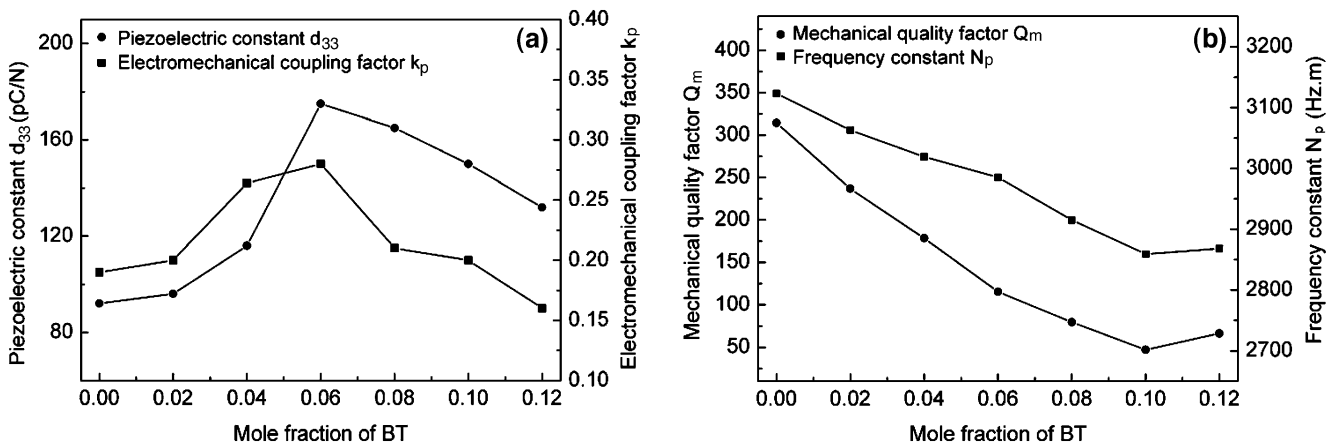 (a)
Piezoelectric constant d33
Electromechanical coupling factor kp
Piezoelectric constant d33 (pC/N)
200
160
120
80
0.40
0.35
0.30
0.25
0.20
0.15
0.10
Electromechanical coupling factor kp
0.00 0.02 0.04 0.06 0.08 0.10 0.12
Mole fraction of BT
(b)
Mechanical quality factor Qm
Frequency constant Np
Mechanical quality factor Qm
400
350
300
250
200
150
100
50
3200
3100
3000
2900
2800
2700
Frequency constant Np (Hz.m)
0.00 0.02 0.04 0.06 0.08 0.10 0.12
Mole fraction of BT